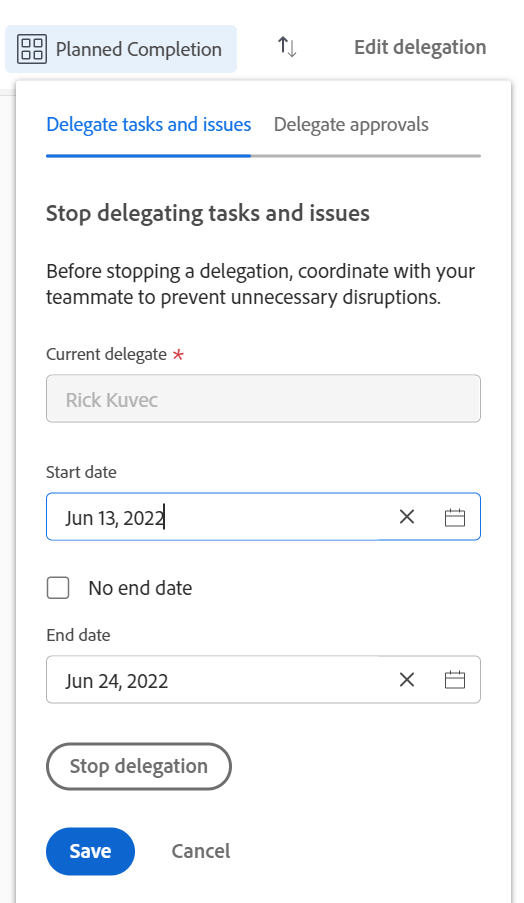 Planned Completion
Edit delegation
Delegate tasks and issues
Delegate approvals
Stop delegating tasks and issues
Before stopping a delegation, coordinate with your
teammate to prevent unnecessary disruptions.
Current delegate *
Rick Kuvec
Start date
Jun 13, 2022
No end date
End date
Jun 24, 2022
Stop delegation
Save
Cancel